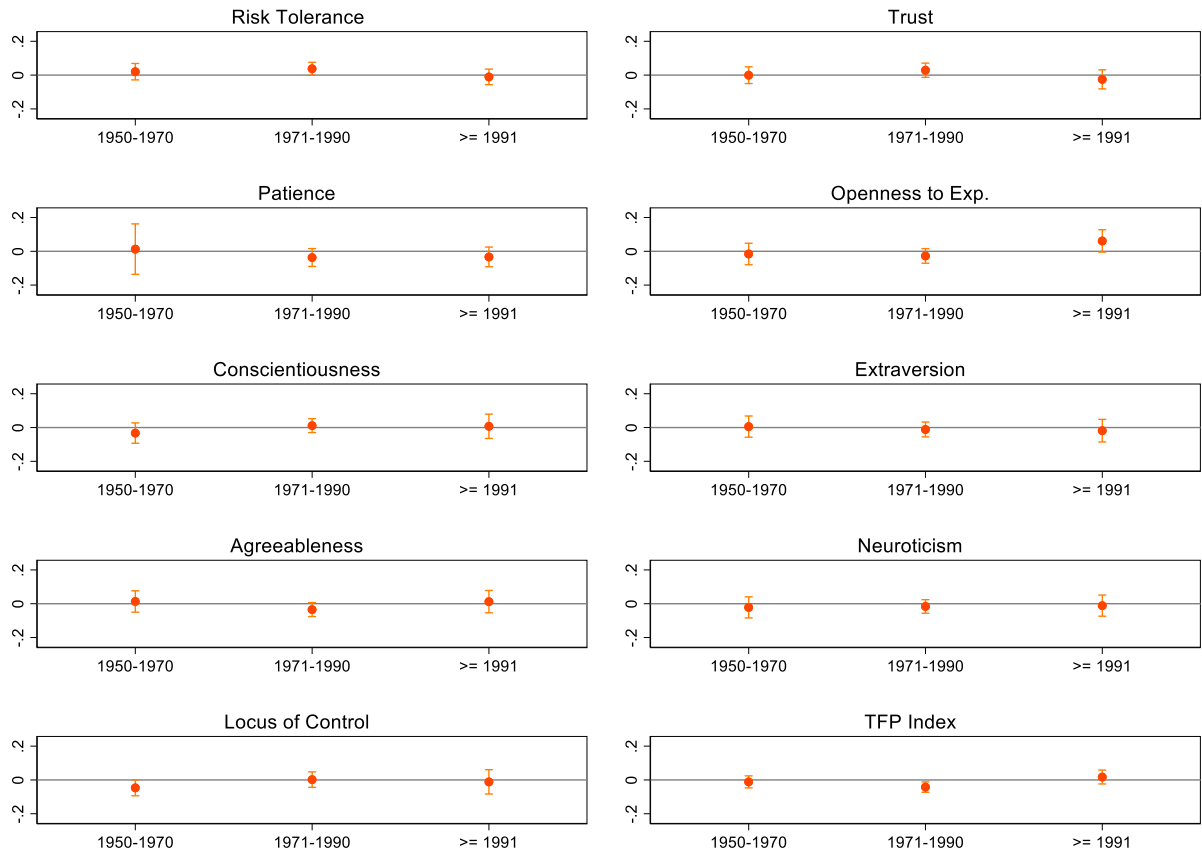 Risk Tolerance
.2
0
-.2
1950-1970 1971-1990 >= 1991
Trust
.2
0
-.2
1950-1970 1971-1990 >= 1991
Patience
.2
0
-.2
1950-1970 1971-1990 >= 1991
Openness to Exp.
.2
0
-.2
1950-1970 1971-1990 >= 1991
Conscientiousness
.2
0
-.2
1950-1970 1971-1990 >= 1991
Extraversion
.2
0
-.2
1950-1970 1971-1990 >= 1991
Agreeableness
.2
0
-.2
1950-1970 1971-1990 >= 1991
Neuroticism
.2
0
-.2
1950-1970 1971-1990 >= 1991
Locus of Control
.2
0
-.2
1950-1970 1971-1990 >= 1991
TFP Index
.2
0
-.2
1950-1970 1971-1990 >= 1991